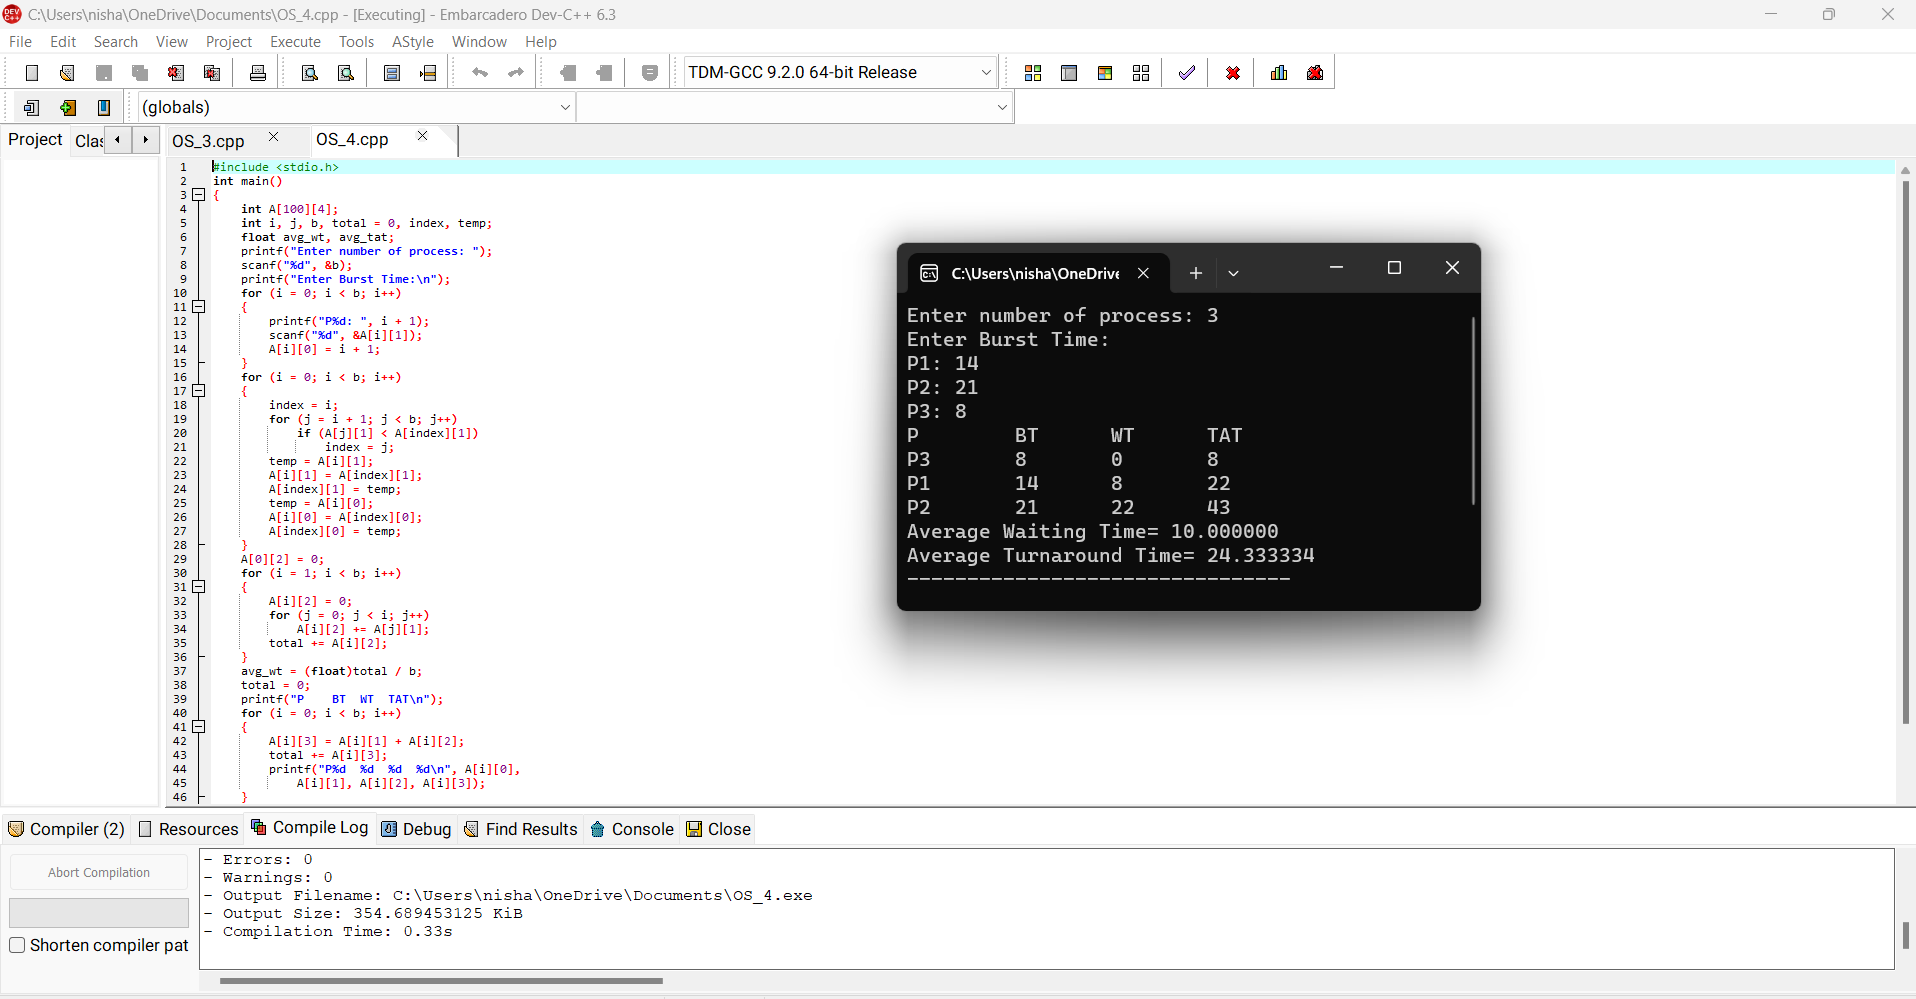 C:\Users\nisha\OneDrive\Documents\OS_4.cpp - [Executing] - Embarcadero Dev-C++ 6.3
File Edit Search View Project Execute Tools AStyle Window Help
TDM-GCC 9.2.0 64-bit Release
(globals)
Project Clas OS_3.cpp OS_4.cpp
1 #include <stdio.h>
2 int main()
3 {
4 int A[100][4];
5 int i, j, b, total = 0, index, temp;
6 float avg_wt, avg_tat;
7 printf("Enter number of process: ");
8 scanf("%d", &b);
9 printf("Enter Burst Time:\n");
10 for (i = 0; i < b; i++)
11 {
12 printf("P%d: ", i + 1);
13 scanf("%d", &A[i][1]);
14 A[i][0] = i + 1;
15 }
16 for (i = 0; i < b; i++)
17 {
18 index = i;
19 for (j = i + 1; j < b; j++)
20 if (A[j][1] < A[index][1])
21 index = j;
22 temp = A[i][1];
23 A[i][1] = A[index][1];
24 A[index][1] = temp;
25 temp = A[i][0];
26 A[i][0] = A[index][0];
27 A[index][0] = temp;
28 }
29 A[0][2] = 0;
30 for (i = 1; i < b; i++)
31 {
32 A[i][2] = 0;
33 for (j = 0; j < i; j++)
34 A[i][2] += A[j][1];
35 total += A[i][2];
36 }
37 avg_wt = (float)total / b;
38 total = 0;
39 printf("P    BT  WT  TAT\n");
40 for (i = 0; i < b; i++)
41 {
42 A[i][3] = A[i][1] + A[i][2];
43 total += A[i][3];
44 printf("P%d  %d  %d  %d\n", A[i][0],
45 A[i][1], A[i][2], A[i][3]);
46 }
C:\Users\nisha\OneDrive
Enter number of process: 3
Enter Burst Time:
P1: 14
P2: 21
P3: 8
P BT WT TAT
P3 8 0 8
P1 14 8 22
P2 21 22 43
Average Waiting Time= 10.000000
Average Turnaround Time= 24.333334
--------------------------------
Compiler (2) Resources Compile Log Debug Find Results Console Close
Abort Compilation
Shorten compiler pat
- Errors: 0
- Warnings: 0
- Output Filename: C:\Users\nisha\OneDrive\Documents\OS_4.exe
- Output Size: 354.689453125 KiB
- Compilation Time: 0.33s